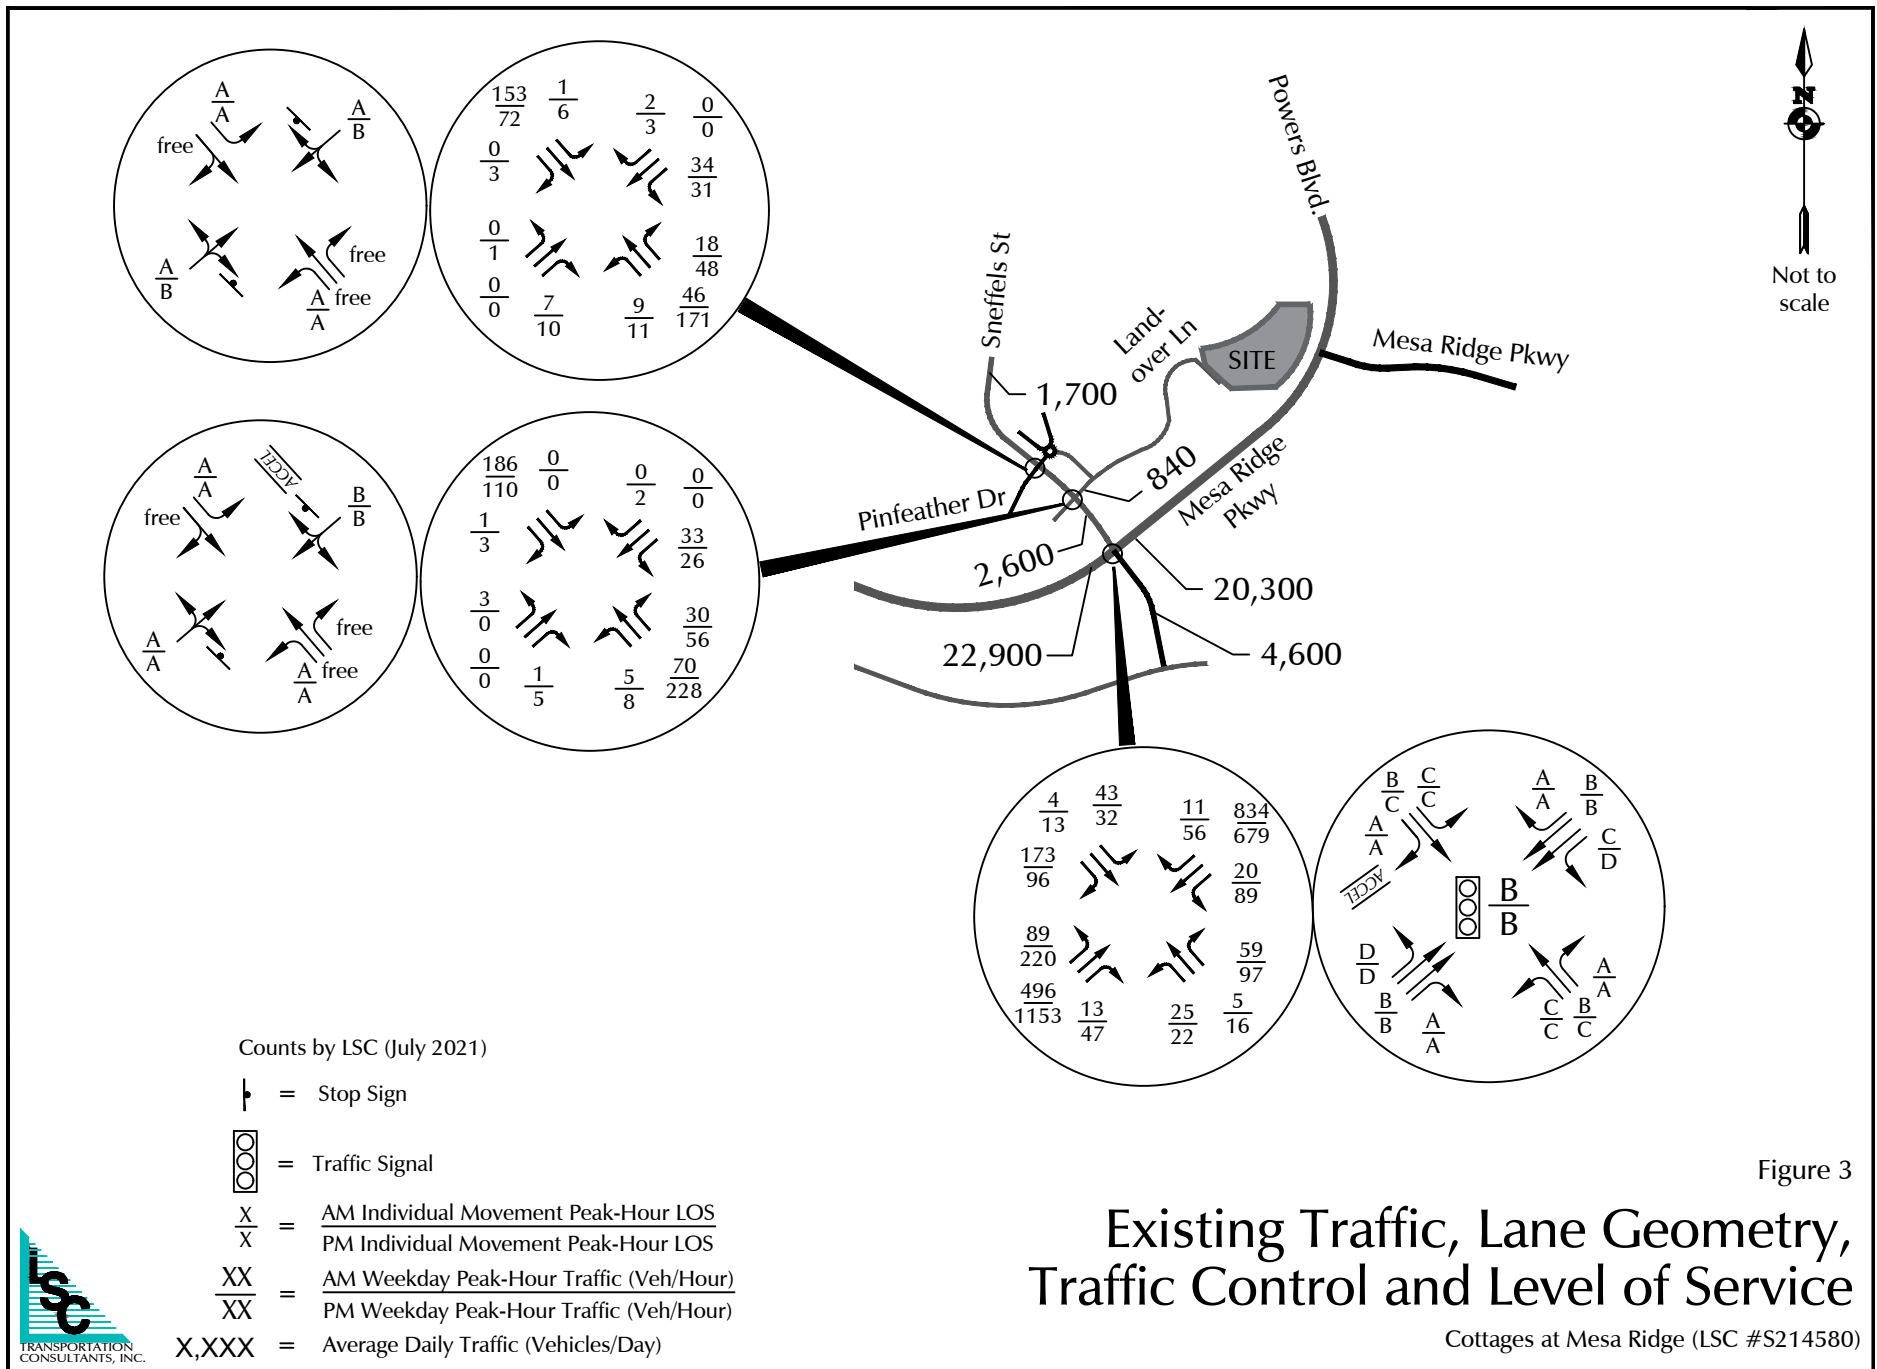 A
A
free
A
B
A
B
free
A
A
free
153
72
1
6
2
3
0
0
0
3
34
31
0
1
18
48
0
0
7
10
9
11
46
171
A
A
ACCEL
free
B
B
A
A
free
A
A
free
186
110
0
0
0
2
0
0
1
3
33
26
3
0
30
56
0
0
1
5
5
8
70
228
Powers Blvd.
N
Not to
scale
Sneffels St
Land-
over Ln
SITE
Mesa Ridge Pkwy
1,700
840
Mesa Ridge
Pkwy
Pinfeather Dr
2,600
20,300
22,900
4,600
4
13
43
32
11
56
834
679
173
96
20
89
89
220
59
97
496
1153
13
47
25
22
5
16
B
C
C
C
A
A
B
B
A
A
C
D
ACCEL
B
B
D
D
A
A
B
B
A
A
C
C
B
C
Counts by LSC (July 2021)
= Stop Sign
= Traffic Signal
X
X
=
AM Individual Movement Peak-Hour LOS
PM Individual Movement Peak-Hour LOS
XX
XX
=
AM Weekday Peak-Hour Traffic (Veh/Hour)
PM Weekday Peak-Hour Traffic (Veh/Hour)
X,XXX = Average Daily Traffic (Vehicles/Day)
LSC
TRANSPORTATION
CONSULTANTS, INC.
Figure 3
Existing Traffic, Lane Geometry,
Traffic Control and Level of Service
Cottages at Mesa Ridge (LSC #S214580)